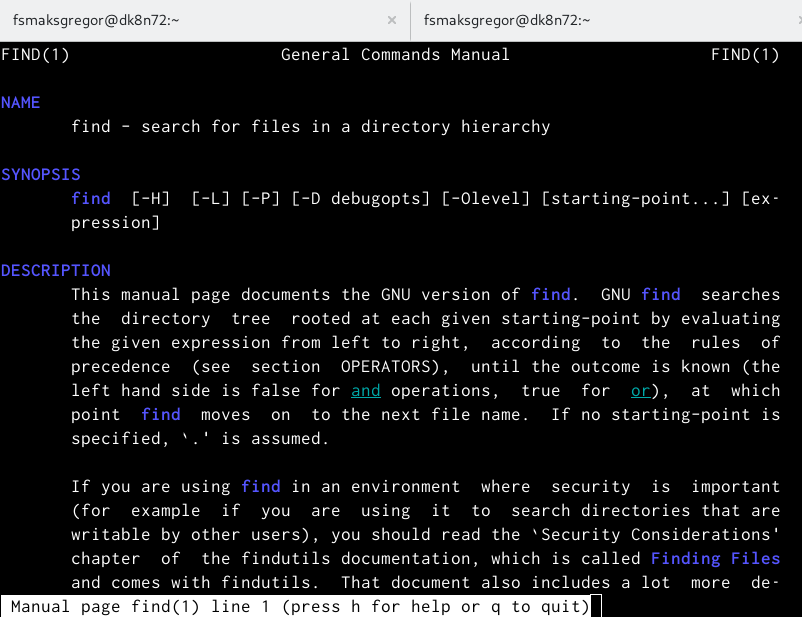 fsmaksgregor@dk8n72:~ × fsmaksgregor@dk8n72:~ ×
FIND(1) General Commands Manual FIND(1)
NAME
find - search for files in a directory hierarchy
SYNOPSIS
find [-H] [-L] [-P] [-D debugopts] [-Olevel] [starting-point...] [ex-
pression]
DESCRIPTION
This manual page documents the GNU version of find. GNU find searches
the directory tree rooted at each given starting-point by evaluating
the given expression from left to right, according to the rules of
precedence (see section OPERATORS), until the outcome is known (the
left hand side is false for and operations, true for or), at which
point find moves on to the next file name. If no starting-point is
specified, `.' is assumed.
If you are using find in an environment where security is important
(for example if you are using it to search directories that are
writable by other users), you should read the `Security Considerations'
chapter of the findutils documentation, which is called Finding Files
and comes with findutils. That document also includes a lot more de-
Manual page find(1) line 1 (press h for help or q to quit)